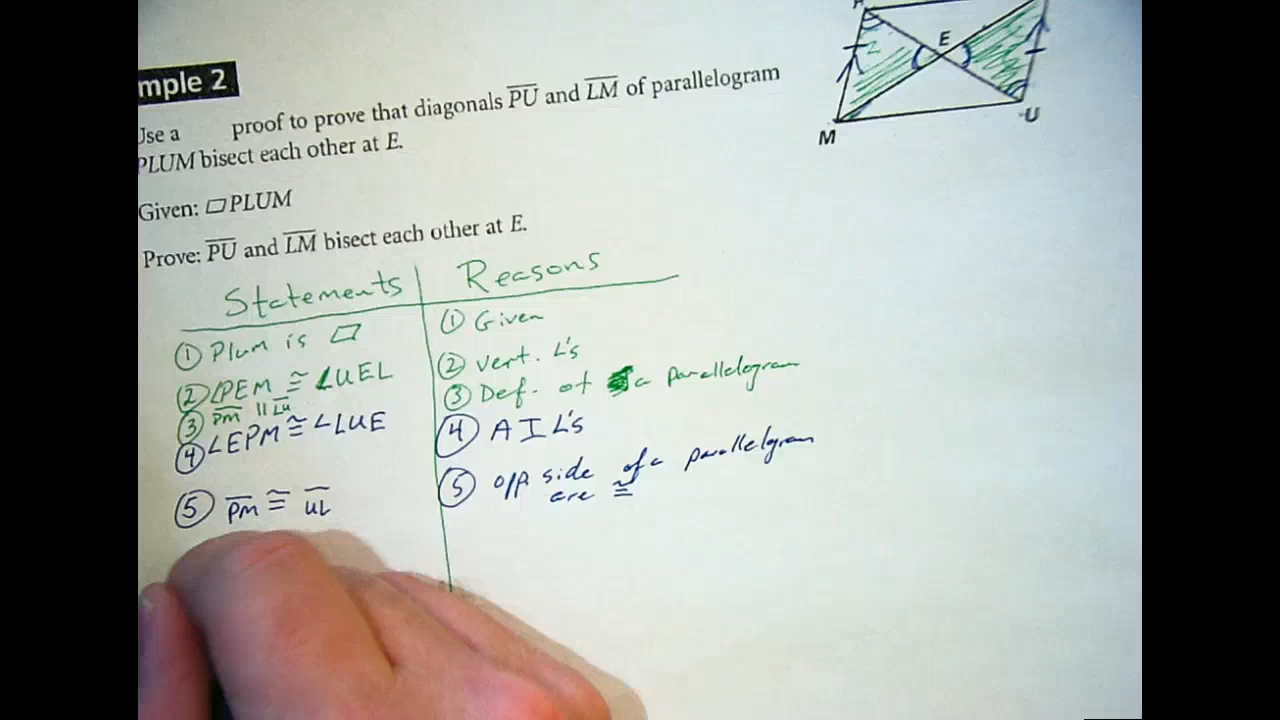 mple 2
Use a proof to prove that diagonals PU and LM of parallelogram
PLUM bisect each other at E.
Given: ▱PLUM
Prove: PU and LM bisect each other at E.
E
M
U
Statements Reasons
① Plum is ▱ ① Given
② ∠PEM ≅ ∠UEL ② Vert. ∠'s
③ PM || LU ③ Def. of a parallelogram
④ ∠EPM ≅ ∠LUE ④ A I ∠'s
⑤ PM ≅ UL ⑤ opp. side of a parallelogram
are ≅